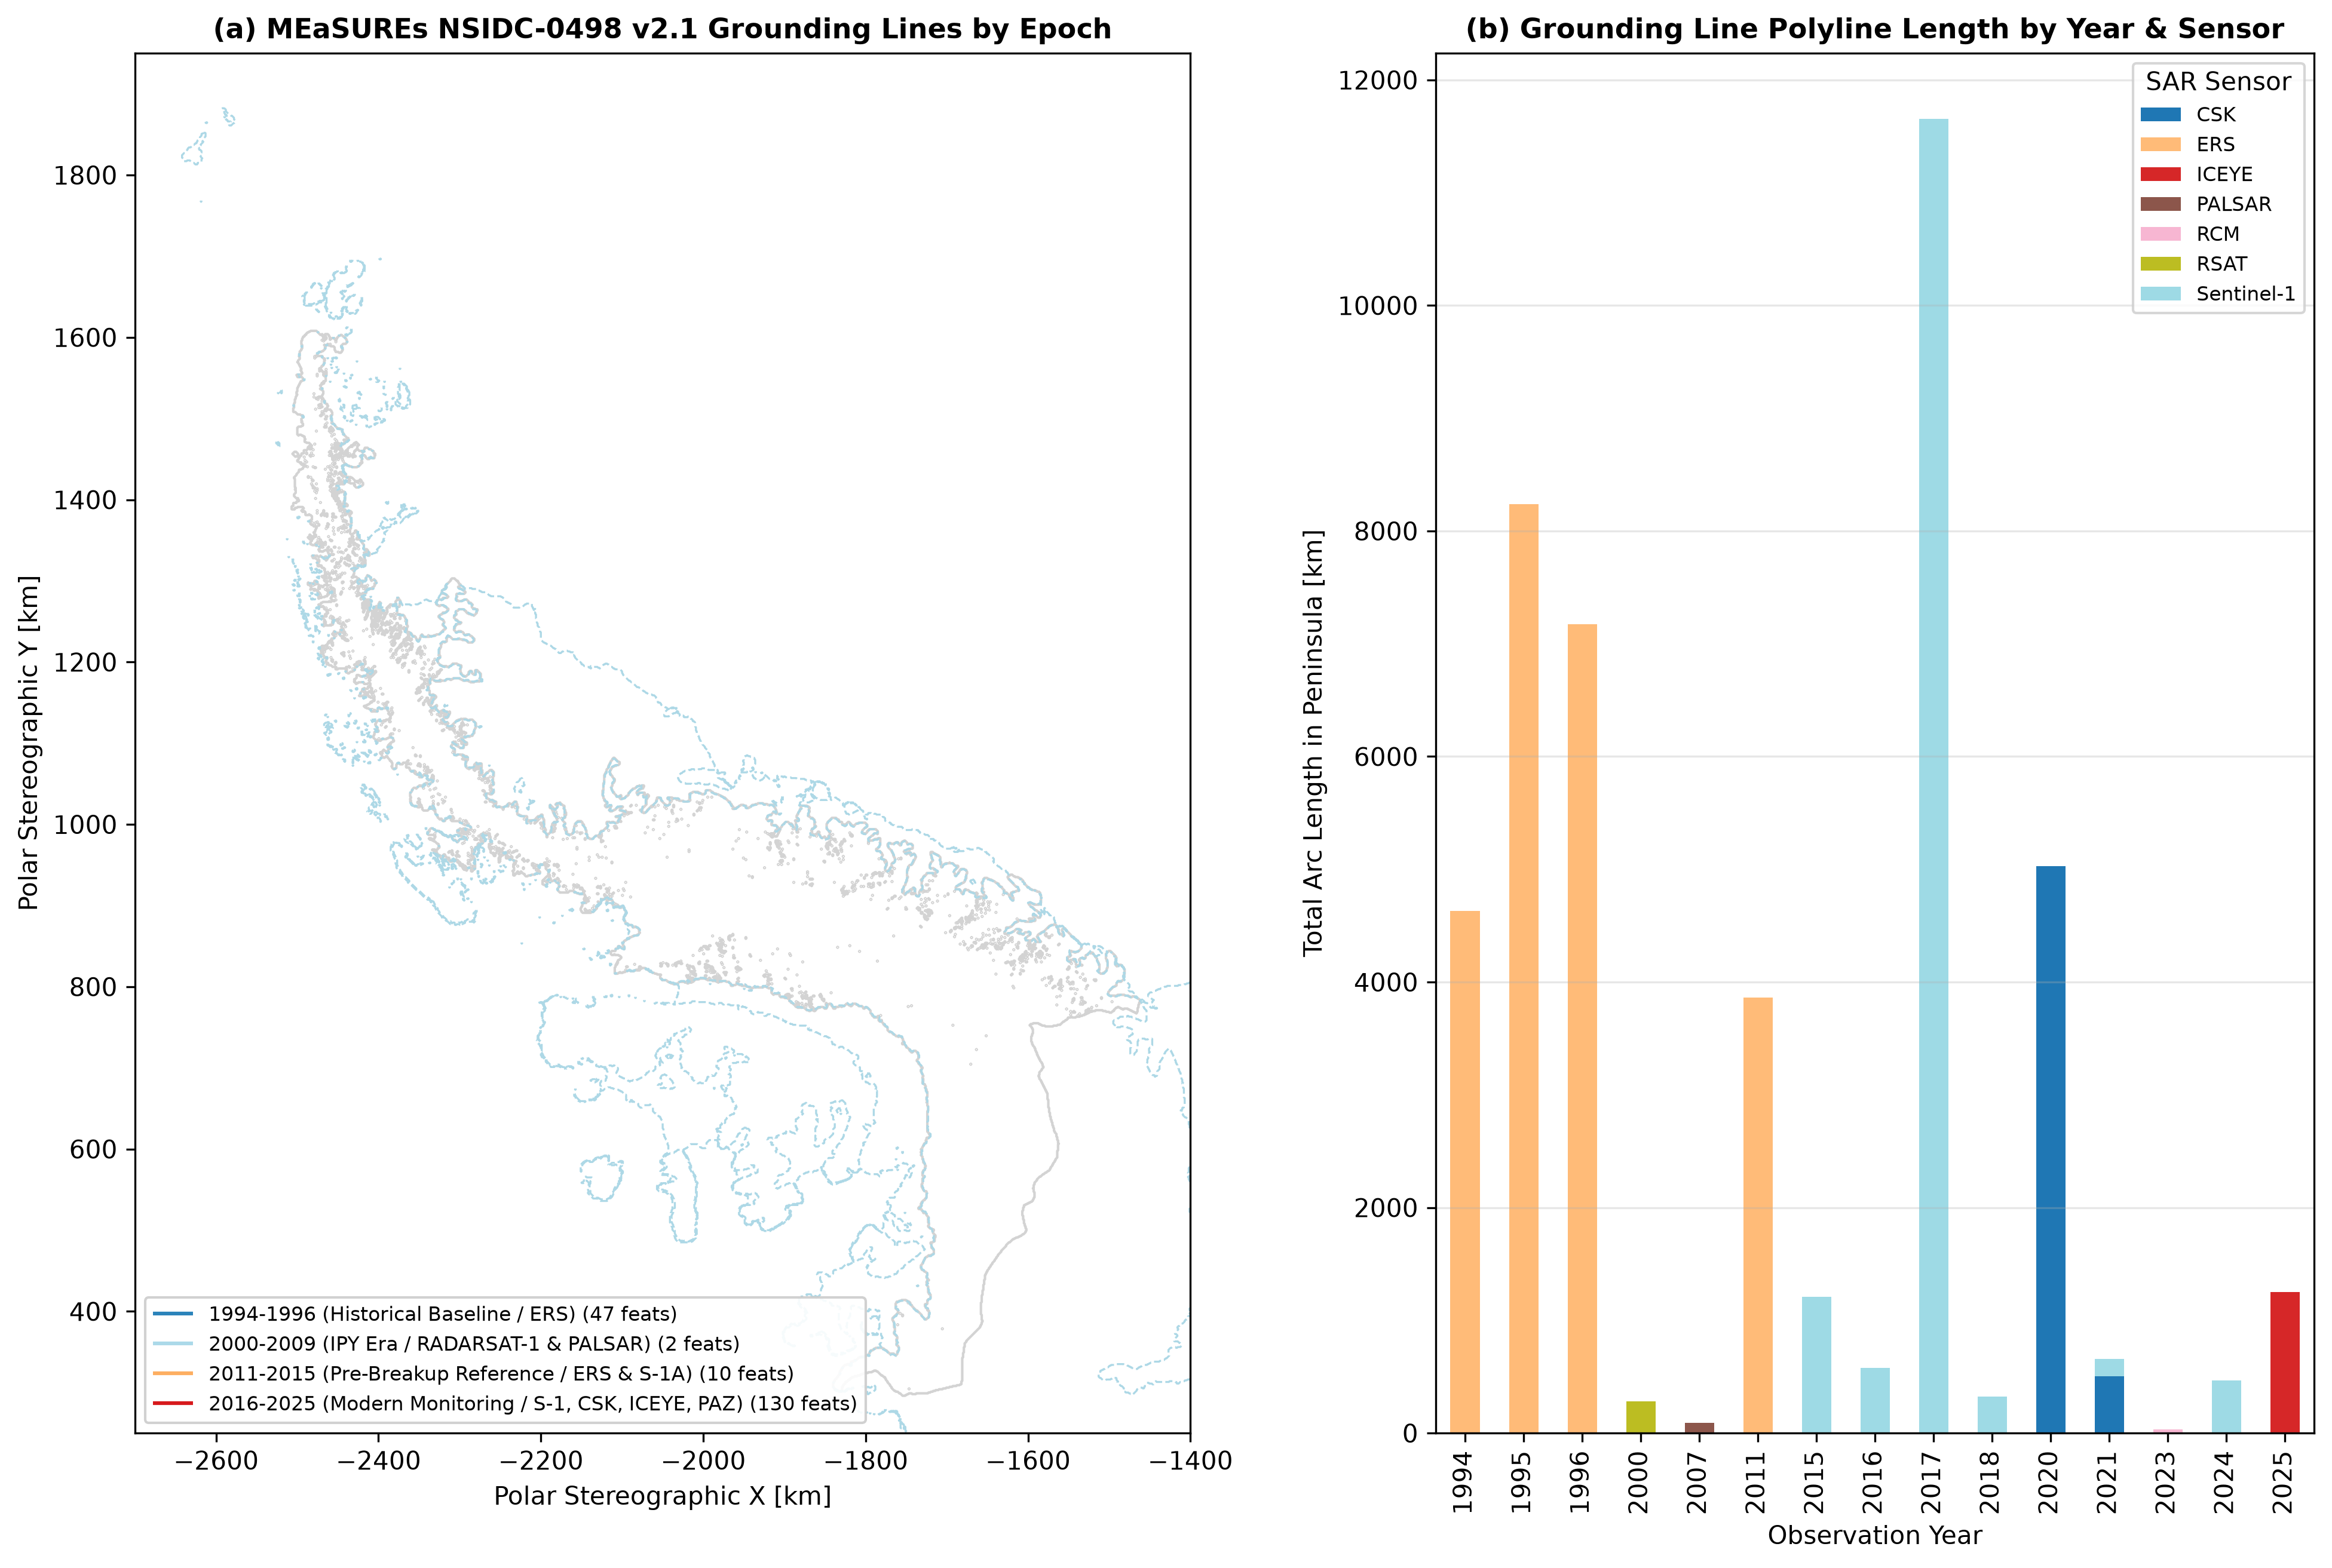 (a) MEaSUREs NSIDC-0498 v2.1 Grounding Lines by Epoch
Polar Stereographic Y [km]
1800
1600
1400
1200
1000
800
600
400
1994-1996 (Historical Baseline / ERS) (47 feats)
2000-2009 (IPY Era / RADARSAT-1 & PALSAR) (2 feats)
2011-2015 (Pre-Breakup Reference / ERS & S-1A) (10 feats)
2016-2025 (Modern Monitoring / S-1, CSK, ICEYE, PAZ) (130 feats)
−2600 −2400 −2200 −2000 −1800 −1600 −1400
Polar Stereographic X [km]
(b) Grounding Line Polyline Length by Year & Sensor
Total Arc Length in Peninsula [km]
12000
10000
8000
6000
4000
2000
0
SAR Sensor
CSK
ERS
ICEYE
PALSAR
RCM
RSAT
Sentinel-1
1994 1995 1996 2000 2007 2011 2015 2016 2017 2018 2020 2021 2023 2024 2025
Observation Year